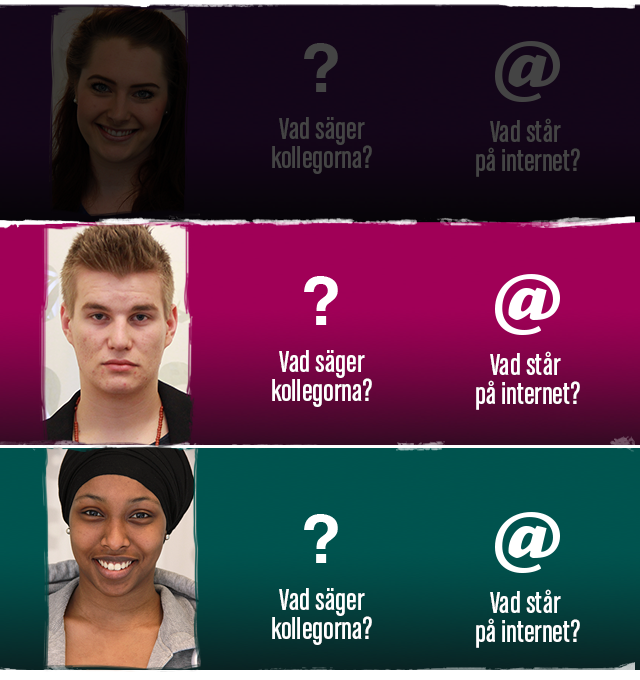 ?
@
Vad säger
kollegorna?
Vad står
på internet?
?
@
Vad säger
kollegorna?
Vad står
på internet?
?
@
Vad säger
kollegorna?
Vad står
på internet?